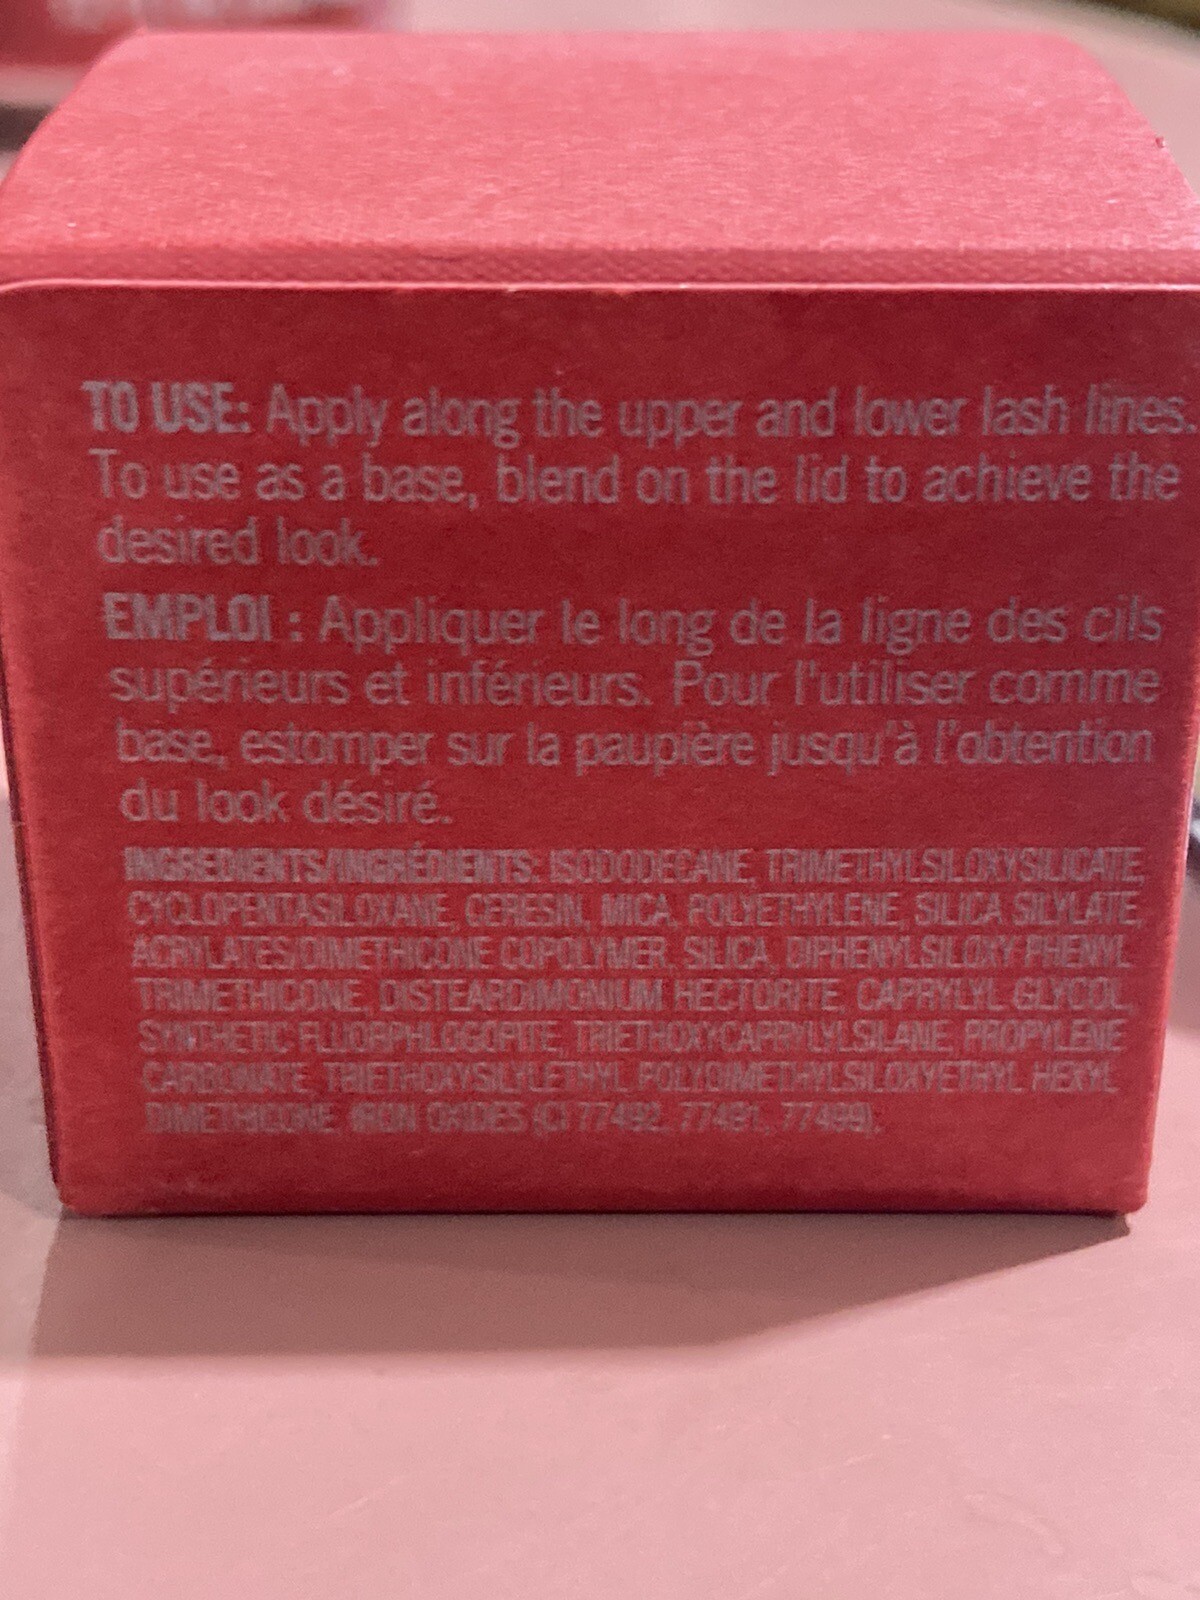 TO USE: Apply along the upper and lower lash lines.
To use as a base, blend on the lid to achieve the
desired look.
EMPLOI : Appliquer le long de la ligne des cils
supérieurs et inférieurs. Pour l'utiliser comme
base, estomper sur la paupière jusqu'à l'obtention
du look désiré.
INGREDIENTS/INGRÉDIENTS: ISODODECANE, TRIMETHYLSILOXYSILICATE,
CYCLOPENTASILOXANE, CERESIN, MICA, POLYETHYLENE, SILICA SILYLATE,
ACRYLATES/DIMETHICONE COPOLYMER, SILICA, DIPHENYLSILOXY PHENYL
TRIMETHICONE, DISTEARDIMONIUM HECTORITE, CAPRYLYL GLYCOL,
SYNTHETIC FLUORPHLOGOPITE, TRIETHOXYCAPRYLYLSILANE, PROPYLENE
CARBONATE, TRIETHOXYSILYLETHYL POLYDIMETHYLSILOXYETHYL HEXYL
DIMETHICONE, IRON OXIDES (CI 77492, 77491, 77499).